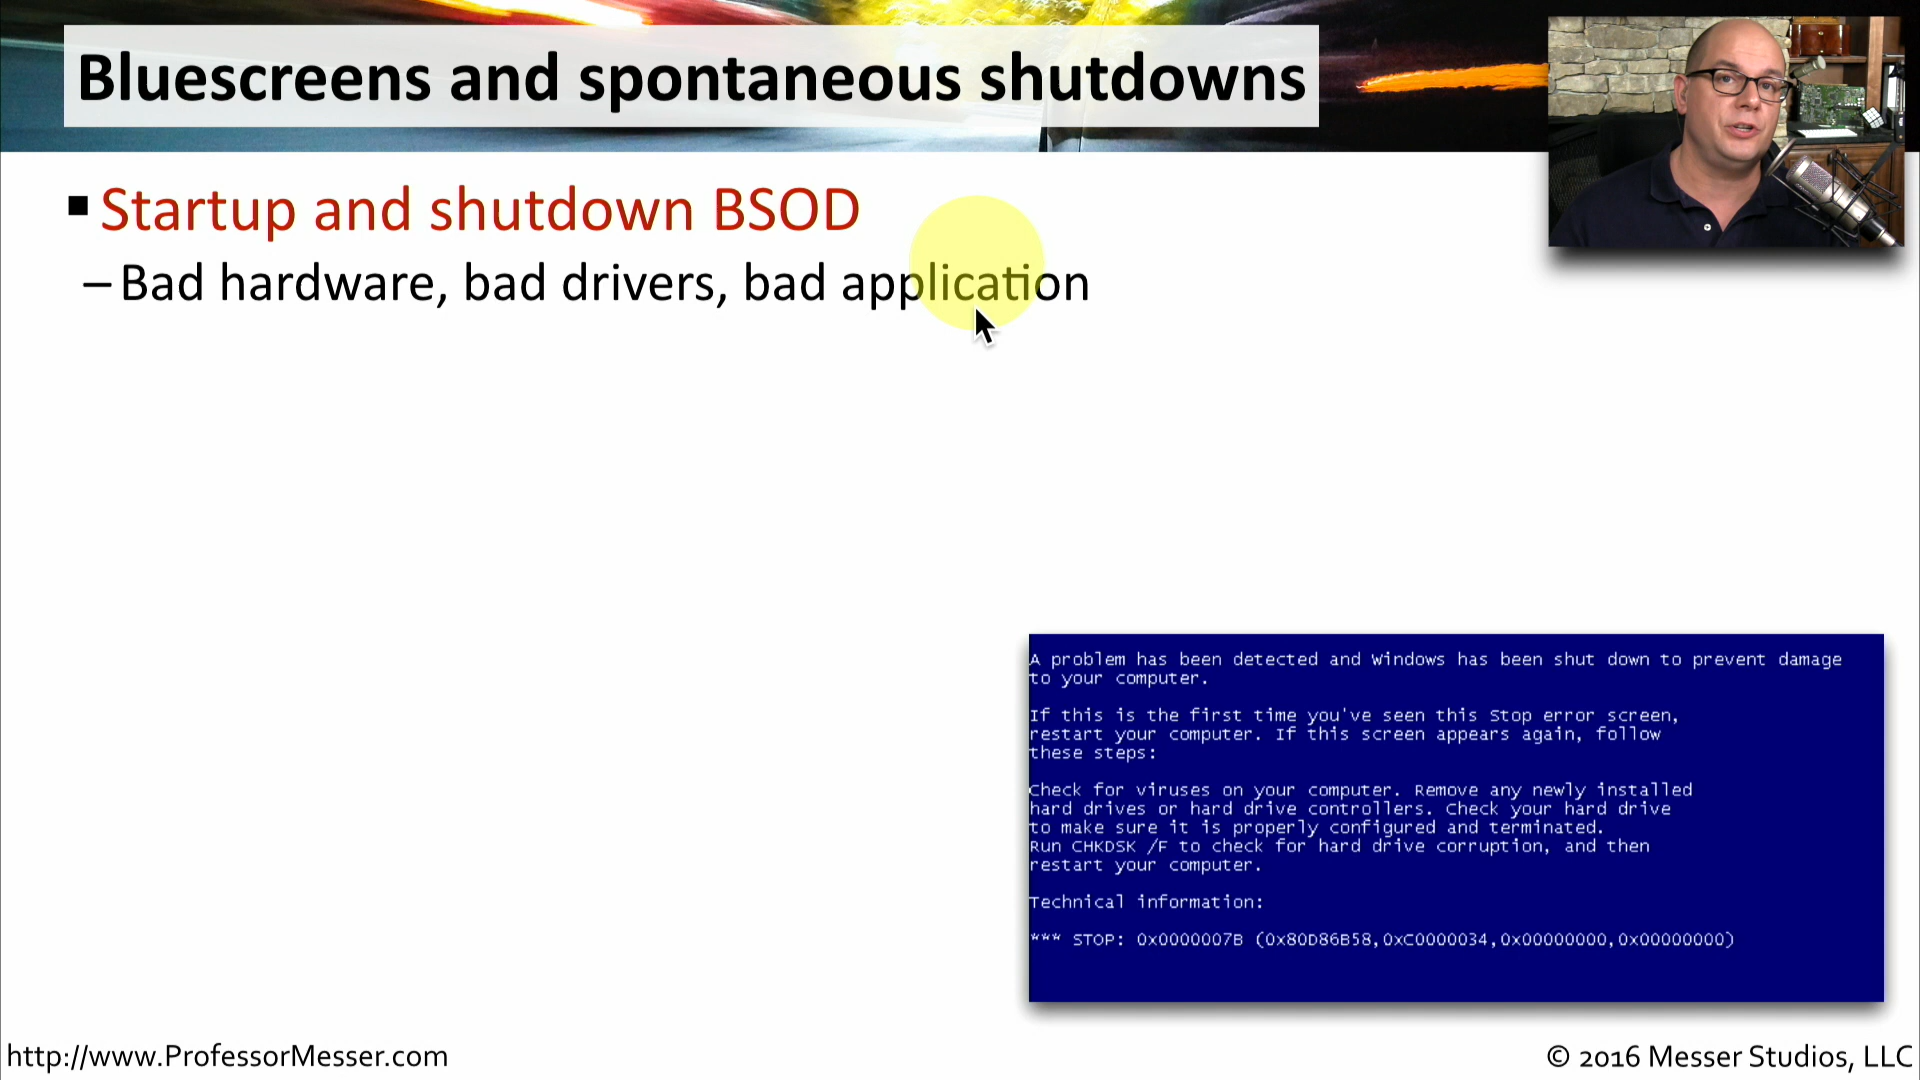 Bluescreens and spontaneous shutdowns
Startup and shutdown BSOD
– Bad hardware, bad drivers, bad application
A problem has been detected and Windows has been shut down to prevent damage
to your computer.
If this is the first time you've seen this Stop error screen,
restart your computer. If this screen appears again, follow
these steps:
Check for viruses on your computer. Remove any newly installed
hard drives or hard drive controllers. Check your hard drive
to make sure it is properly configured and terminated.
Run CHKDSK /F to check for hard drive corruption, and then
restart your computer.
Technical information:
*** STOP: 0x0000007B (0x80D86B58,0xC0000034,0x00000000,0x00000000)
http://www.ProfessorMesser.com
© 2016 Messer Studios, LLC